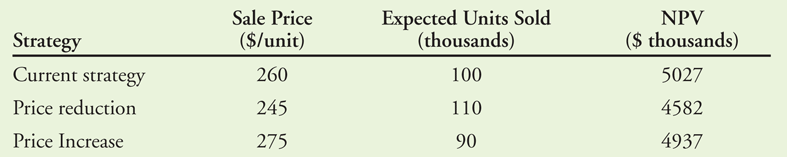 Sale Price Expected Units Sold NPV
Strategy ($/unit) (thousands) ($ thousands)
Current strategy 260 100 5027
Price reduction 245 110 4582
Price Increase 275 90 4937